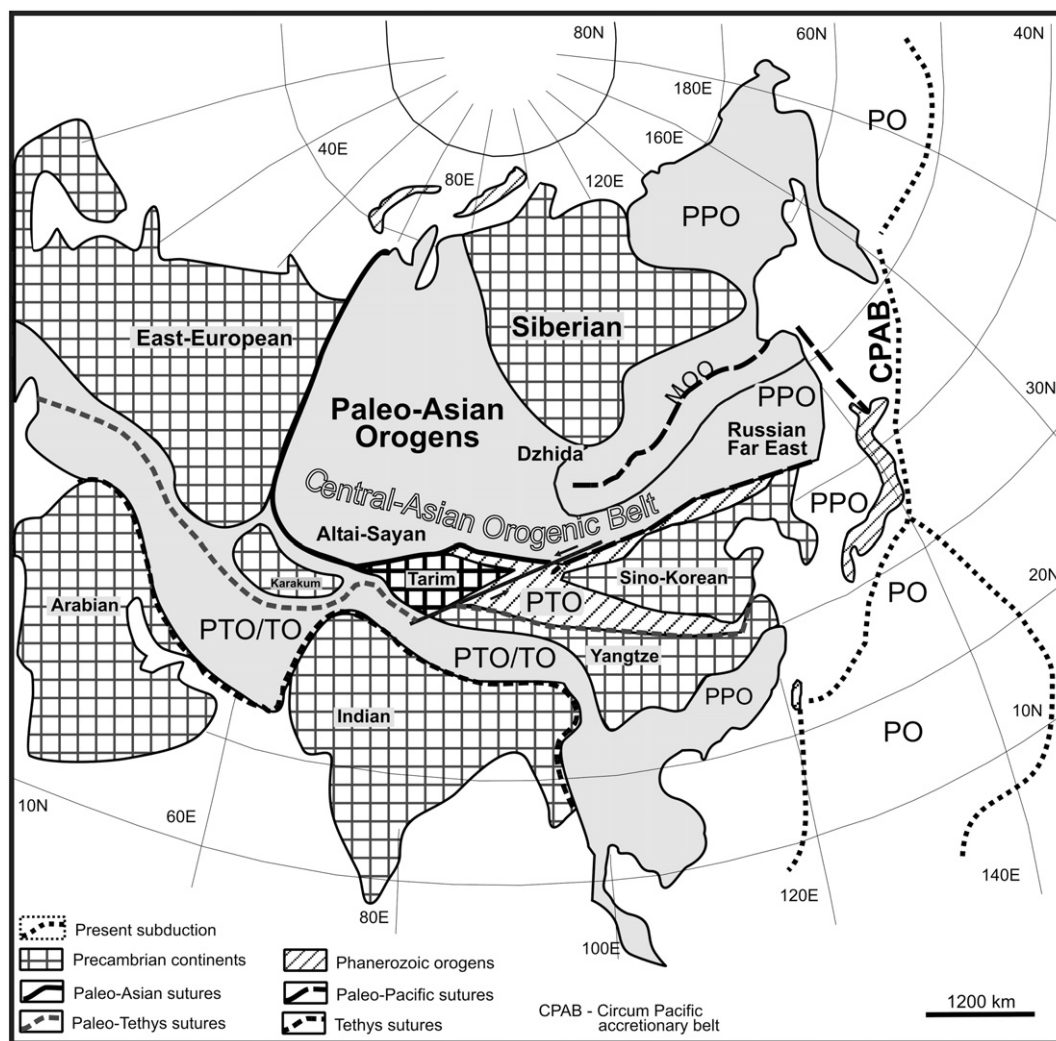 80N
60N
40N
180E
PO
40E
160E
80E
120E
PPO
East-European
Siberian
CPAB
30N
MOO
Paleo-Asian
Orogens
PPO
Dzhida
Russian
Far East
Central-Asian Orogenic Belt
PPO
Altai-Sayan
Karakum
Tarim
Sino-Korean
Arabian
PTO
PO
20N
PTO/TO
PTO/TO
Yangtze
PPO
Indian
10N
PO
10N
60E
120E
140E
80E
100E
Present subduction
Precambrian continents
Phanerozoic orogens
Paleo-Asian sutures
Paleo-Pacific sutures
Paleo-Tethys sutures
Tethys sutures
CPAB - Circum Pacific
accretionary belt
1200 km